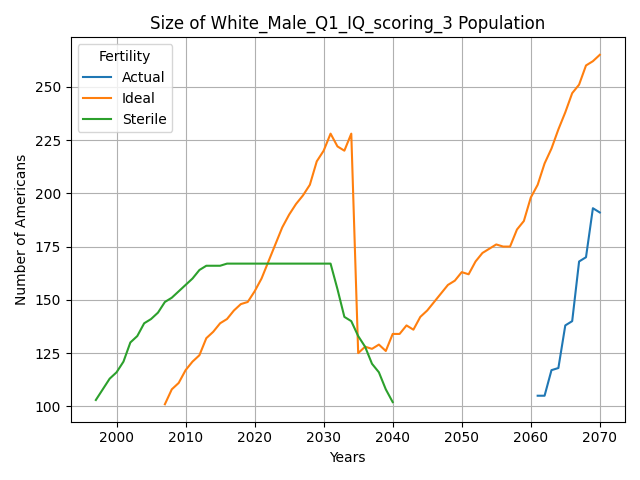 Size of White_Male_Q1_IQ_scoring_3 Population
Fertility
Actual
Ideal
Sterile
Number of Americans
250
225
200
175
150
125
100
2000 2010 2020 2030 2040 2050 2060 2070
Years